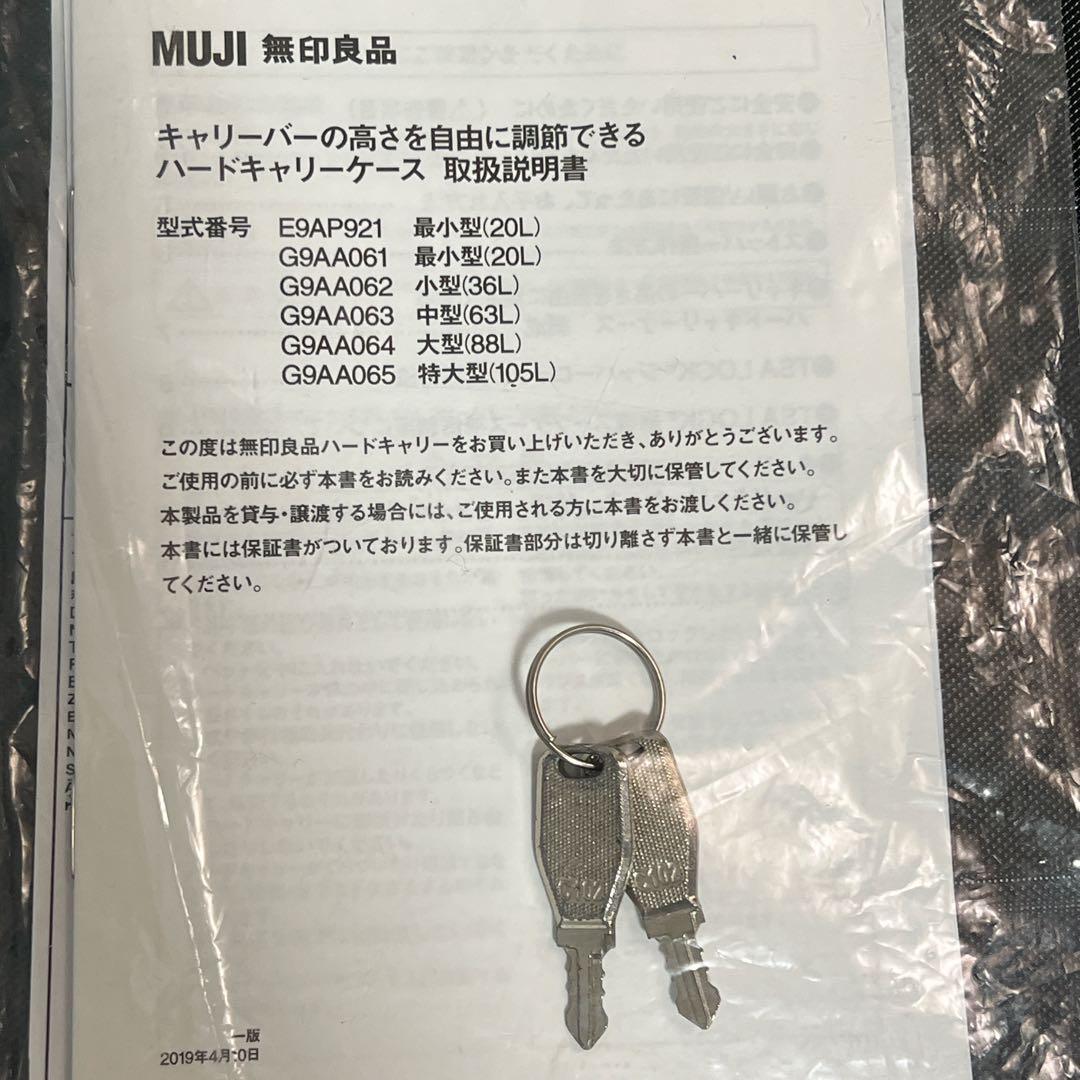 MUJI 無印良品
キャリーバーの高さを自由に調節できる
ハードキャリーケース 取扱説明書
型式番号 E9AP921 最小型(20L)
G9AA061 最小型(20L)
G9AA062 小型(36L)
G9AA063 中型(63L)
G9AA064 大型(88L)
G9AA065 特大型(105L)
この度は無印良品ハードキャリーをお買い上げいただき、ありがとうございます。
ご使用の前に必ず本書をお読みください。また本書を大切に保管してください。
本製品を貸与・譲渡する場合には、ご使用される方に本書をお渡しください。
本書には保証書がついております。保証書部分は切り離さず本書と一緒に保管し
てください。
版
2019年4月